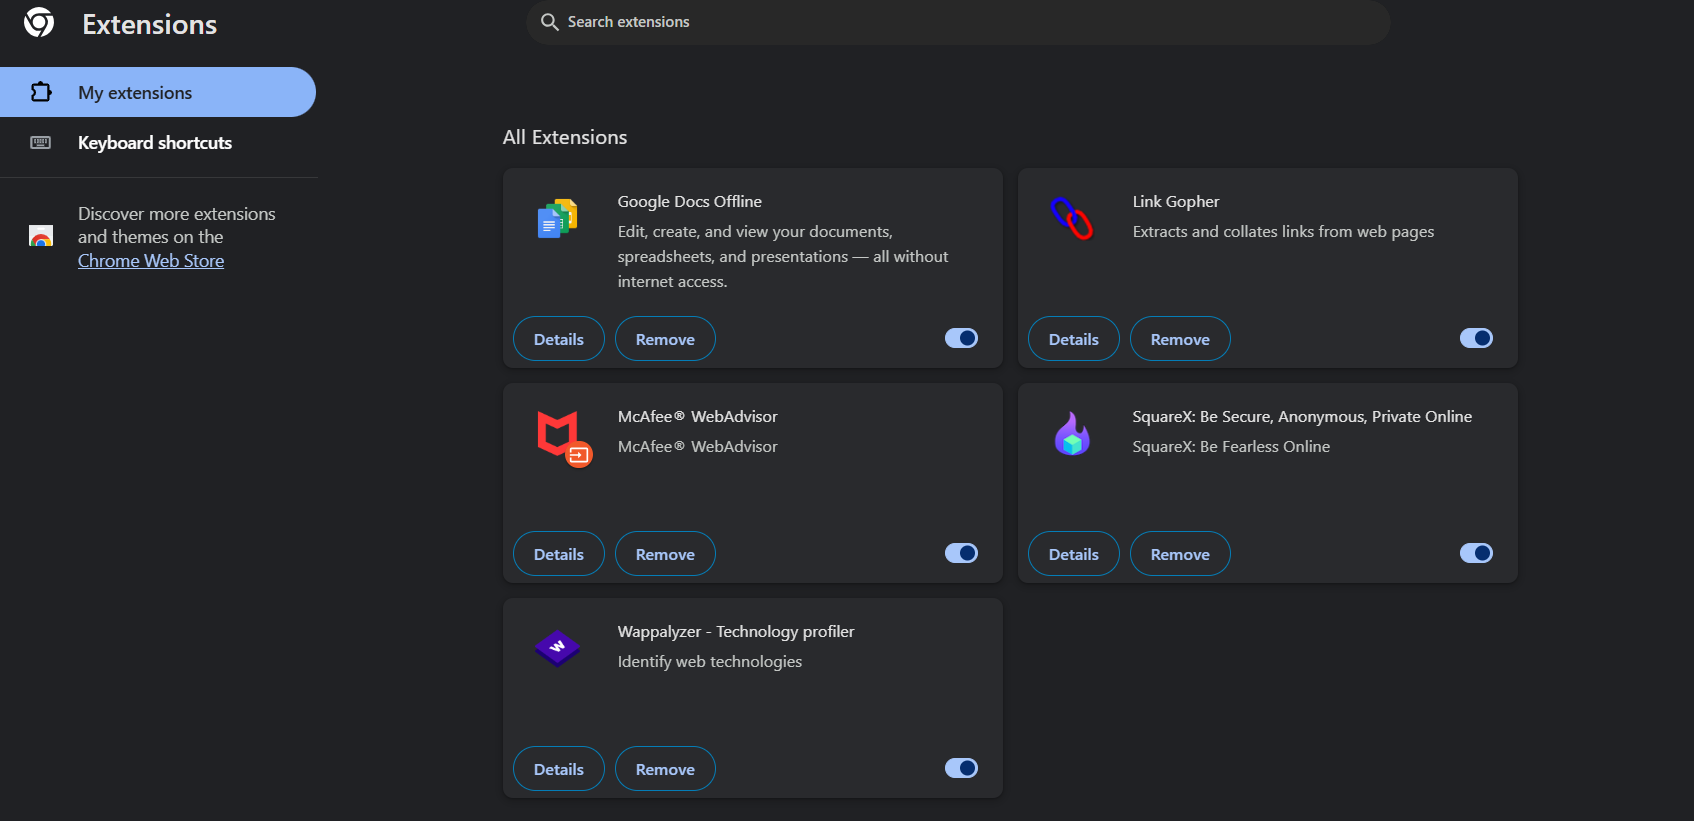 Extensions
Search extensions
My extensions
Keyboard shortcuts
Discover more extensions
and themes on the
Chrome Web Store
All Extensions
Google Docs Offline
Edit, create, and view your documents,
spreadsheets, and presentations — all without
internet access.
Details
Remove
Link Gopher
Extracts and collates links from web pages
Details
Remove
McAfee® WebAdvisor
McAfee® WebAdvisor
Details
Remove
SquareX: Be Secure, Anonymous, Private Online
SquareX: Be Fearless Online
Details
Remove
W
Wappalyzer - Technology profiler
Identify web technologies
Details
Remove